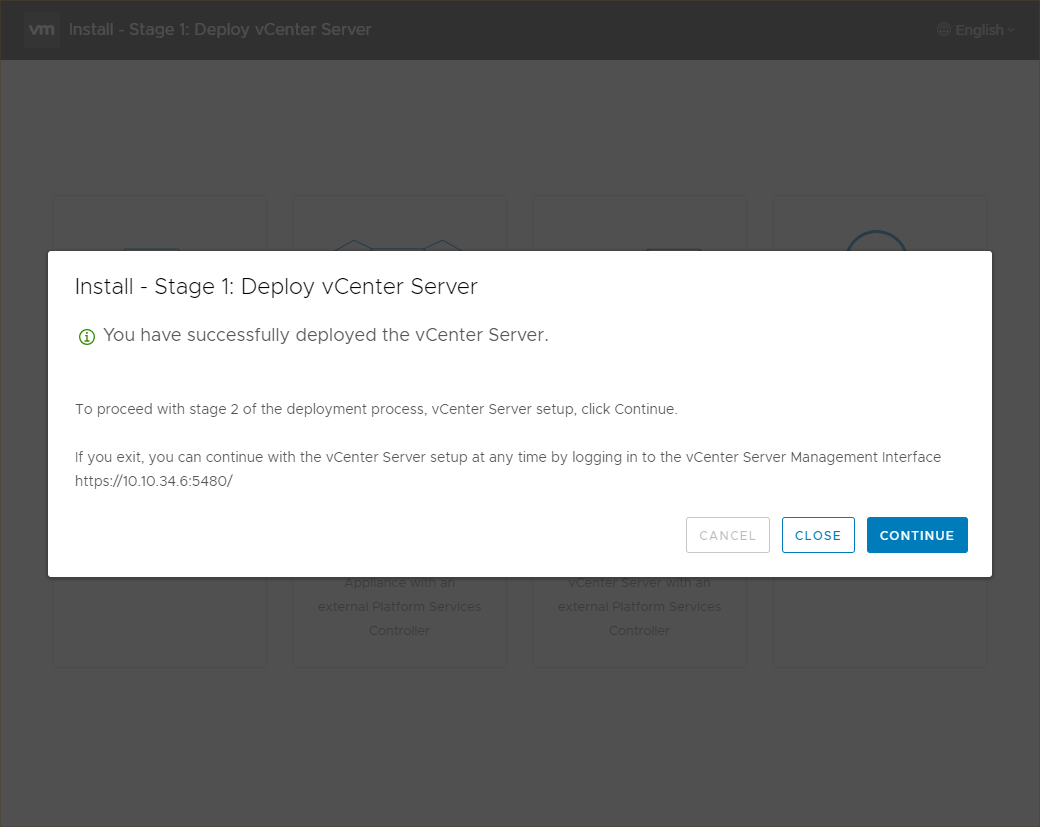 vm Install - Stage 1: Deploy vCenter Server
English
Install - Stage 1: Deploy vCenter Server
You have successfully deployed the vCenter Server.
To proceed with stage 2 of the deployment process, vCenter Server setup, click Continue.
If you exit, you can continue with the vCenter Server setup at any time by logging in to the vCenter Server Management Interface
https://10.10.34.6:5480/
CANCEL CLOSE CONTINUE
Appliance with an
external Platform Services
Controller
vCenter Server with an
external Platform Services
Controller